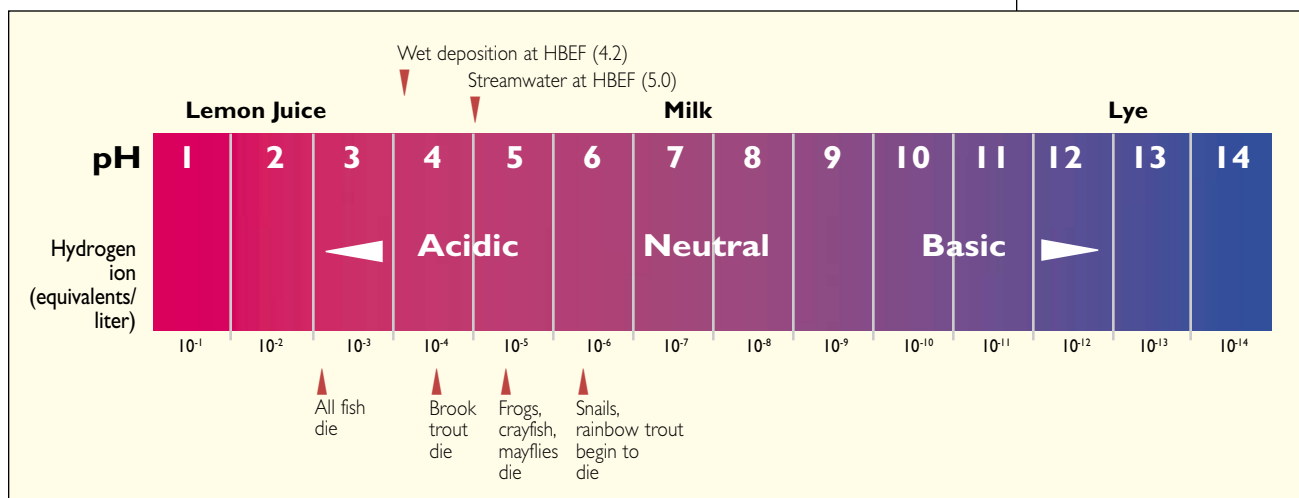 Wet deposition at HBEF (4.2)
Streamwater at HBEF (5.0)
Lemon Juice Milk Lye
pH 1 2 3 4 5 6 7 8 9 10 11 12 13 14
Acidic Neutral Basic
Hydrogen
ion
(equivalents/
liter)
10⁻¹ 10⁻² 10⁻³ 10⁻⁴ 10⁻⁵ 10⁻⁶ 10⁻⁷ 10⁻⁸ 10⁻⁹ 10⁻¹⁰ 10⁻¹¹ 10⁻¹² 10⁻¹³ 10⁻¹⁴
All fish
die
Brook
trout
die
Frogs,
crayfish,
mayflies
die
Snails,
rainbow trout
begin to
die